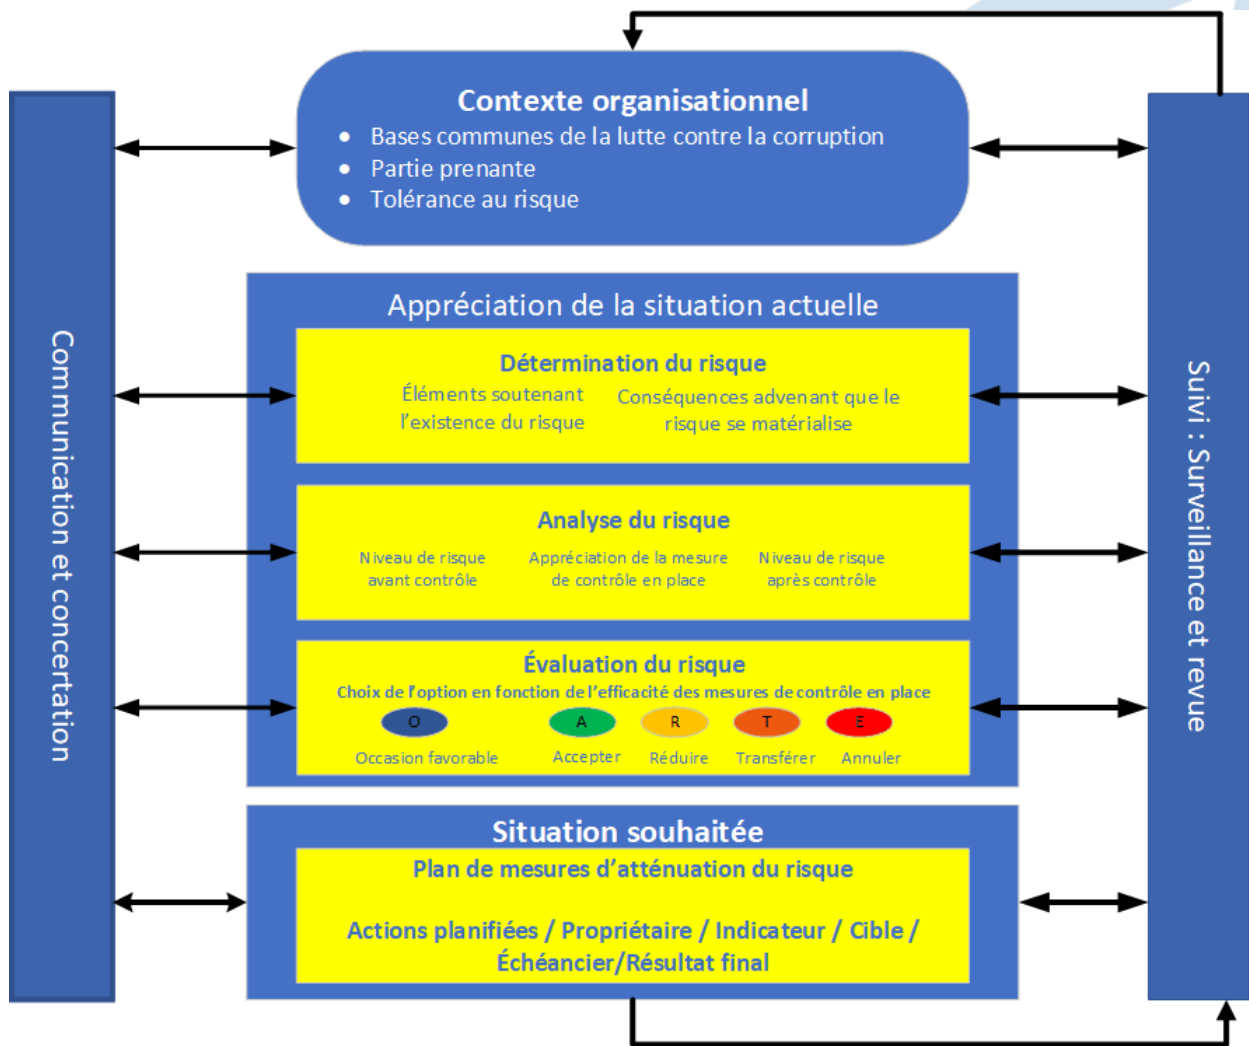 Contexte organisationnel
• Bases communes de la lutte contre la corruption
• Partie prenante
• Tolérance au risque
Communication et concertation
Appréciation de la situation actuelle
Détermination du risque
Éléments soutenant
l'existence du risque
Conséquences advenant que le
risque se matérialise
Analyse du risque
Niveau de risque
avant contrôle
Appréciation de la mesure
de contrôle en place
Niveau de risque
après contrôle
Évaluation du risque
Choix de l'option en fonction de l'efficacité des mesures de contrôle en place
O A R T E
Occasion favorable Accepter Réduire Transférer Annuler
Situation souhaitée
Plan de mesures d'atténuation du risque
Actions planifiées / Propriétaire / Indicateur / Cible /
Échéancier/Résultat final
Suivi : Surveillance et revue